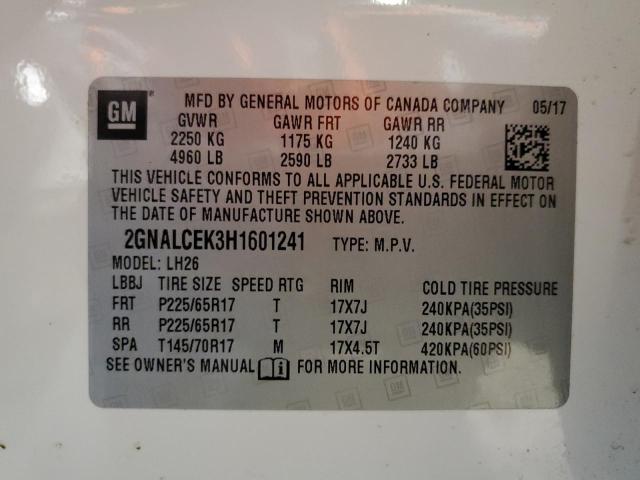 GM MFD BY GENERAL MOTORS OF CANADA COMPANY 05/17
GVWR GAWR FRT GAWR RR
2250 KG 1175 KG 1240 KG
4960 LB 2590 LB 2733 LB
THIS VEHICLE CONFORMS TO ALL APPLICABLE U.S. FEDERAL MOTOR
VEHICLE SAFETY AND THEFT PREVENTION STANDARDS IN EFFECT ON
THE DATE OF MANUFACTURE SHOWN ABOVE.
2GNALCEK3H1601241 TYPE: M.P.V.
MODEL: LH26
LBBJ TIRE SIZE SPEED RTG RIM COLD TIRE PRESSURE
FRT P225/65R17 T 17X7J 240KPA(35PSI)
RR P225/65R17 T 17X7J 240KPA(35PSI)
SPA T145/70R17 M 17X4.5T 420KPA(60PSI)
SEE OWNER'S MANUAL i FOR MORE INFORMATION.